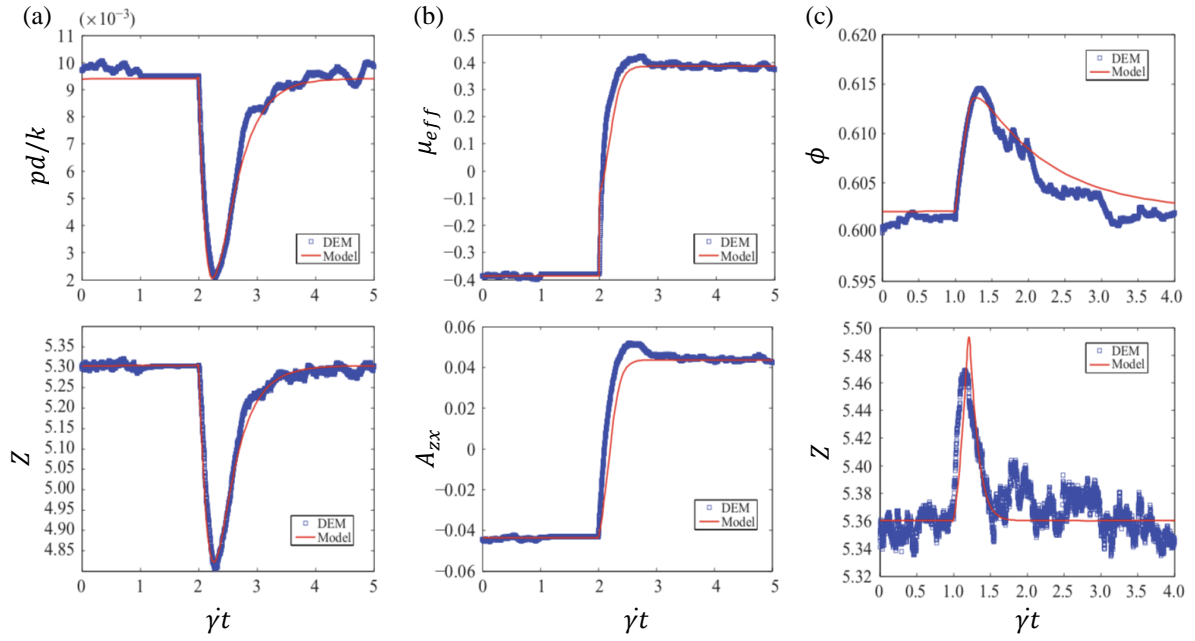 (a)
(×10⁻³)
11
10
9
8
7
6
5
4
3
2
pd/k
DEM
Model
0 1 2 3 4 5
(b)
0.5
0.4
0.3
0.2
0.1
0
−0.1
−0.2
−0.3
−0.4
μeff
DEM
Model
0 1 2 3 4 5
(c)
0.620
0.615
0.610
0.605
0.600
0.595
ϕ
DEM
Model
0 0.5 1.0 1.5 2.0 2.5 3.0 3.5 4.0
5.35
5.30
5.25
5.20
5.15
5.10
5.05
5.00
4.95
4.90
4.85
Z
DEM
Model
0 1 2 3 4 5
γ̇t
0.06
0.04
0.02
0
−0.02
−0.04
−0.06
Azx
DEM
Model
0 1 2 3 4 5
γ̇t
5.50
5.48
5.46
5.44
5.42
5.40
5.38
5.36
5.34
5.32
Z
DEM
Model
0 0.5 1.0 1.5 2.0 2.5 3.0 3.5 4.0
γ̇t